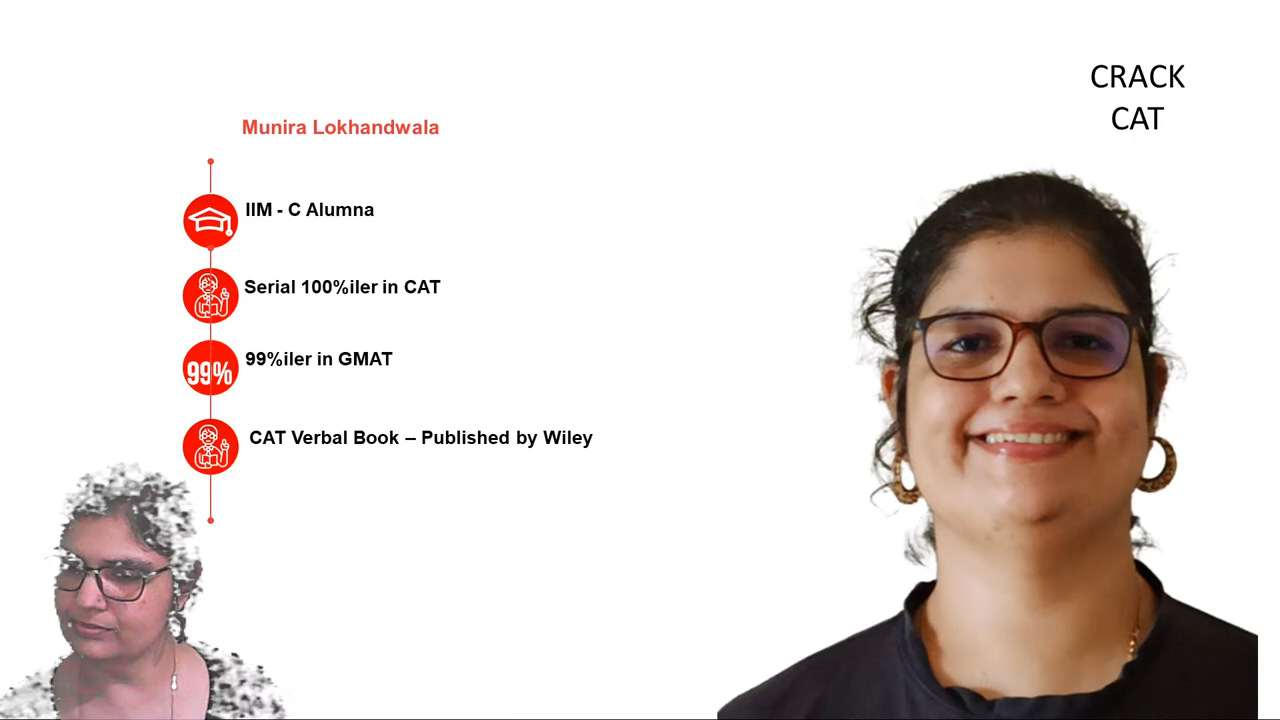 CRACK
CAT
Munira Lokhandwala
IIM - C Alumna
Serial 100%iler in CAT
99%
99%iler in GMAT
CAT Verbal Book – Published by Wiley